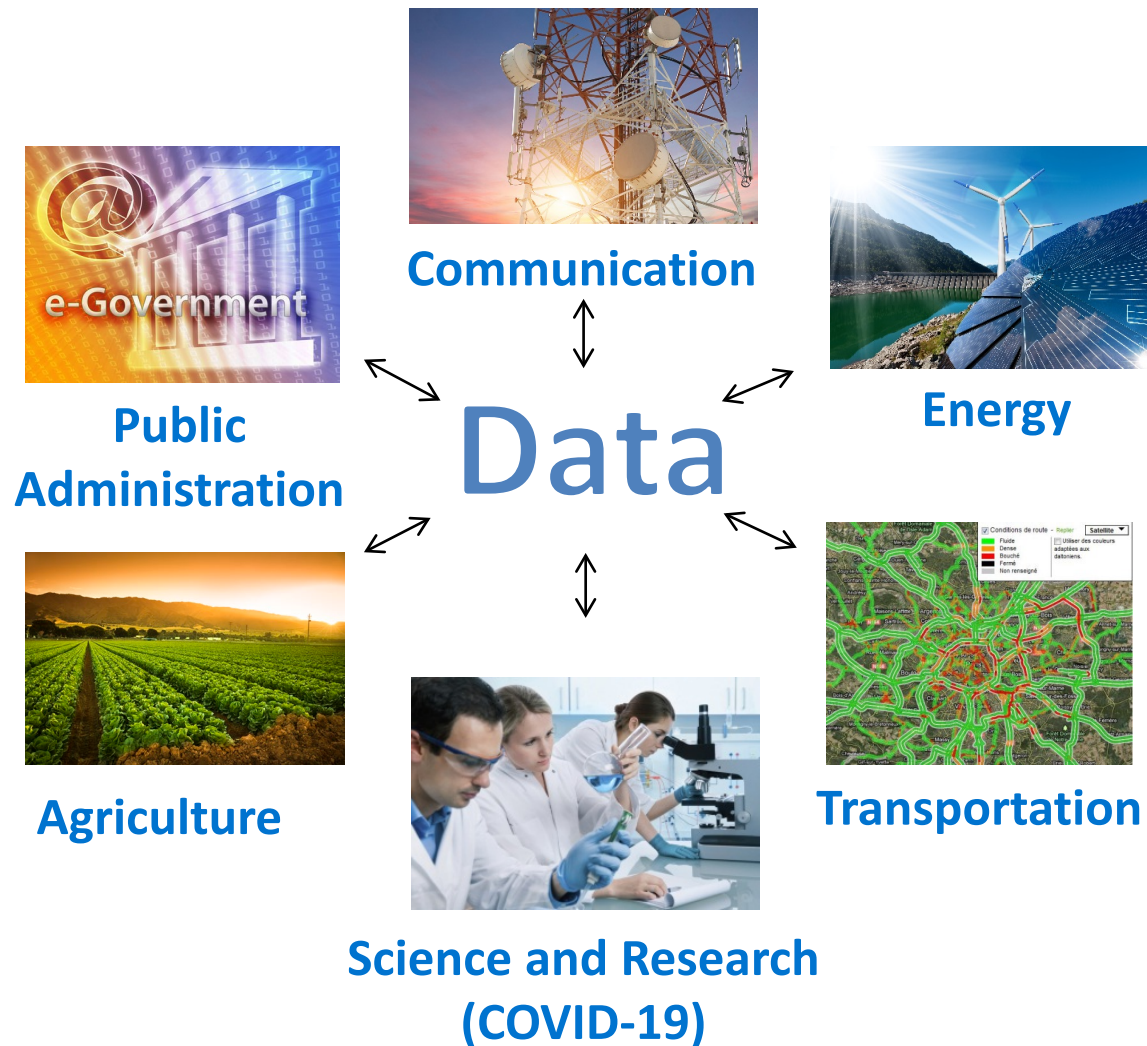 Communication
e-Government
Public
Administration
Energy
Data
Conditions de route - Replier
Satellite
Fluide
Dense
Bouché
Fermé
Non renseigné
Utiliser des couleurs
adaptées aux
daltoniens.
Agriculture
Transportation
Science and Research
(COVID-19)